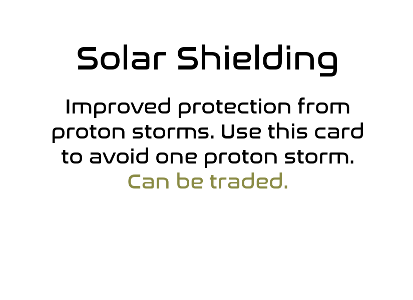 Solar Shielding
Improved protection from
proton storms. Use this card
to avoid one proton storm.
Can be traded.